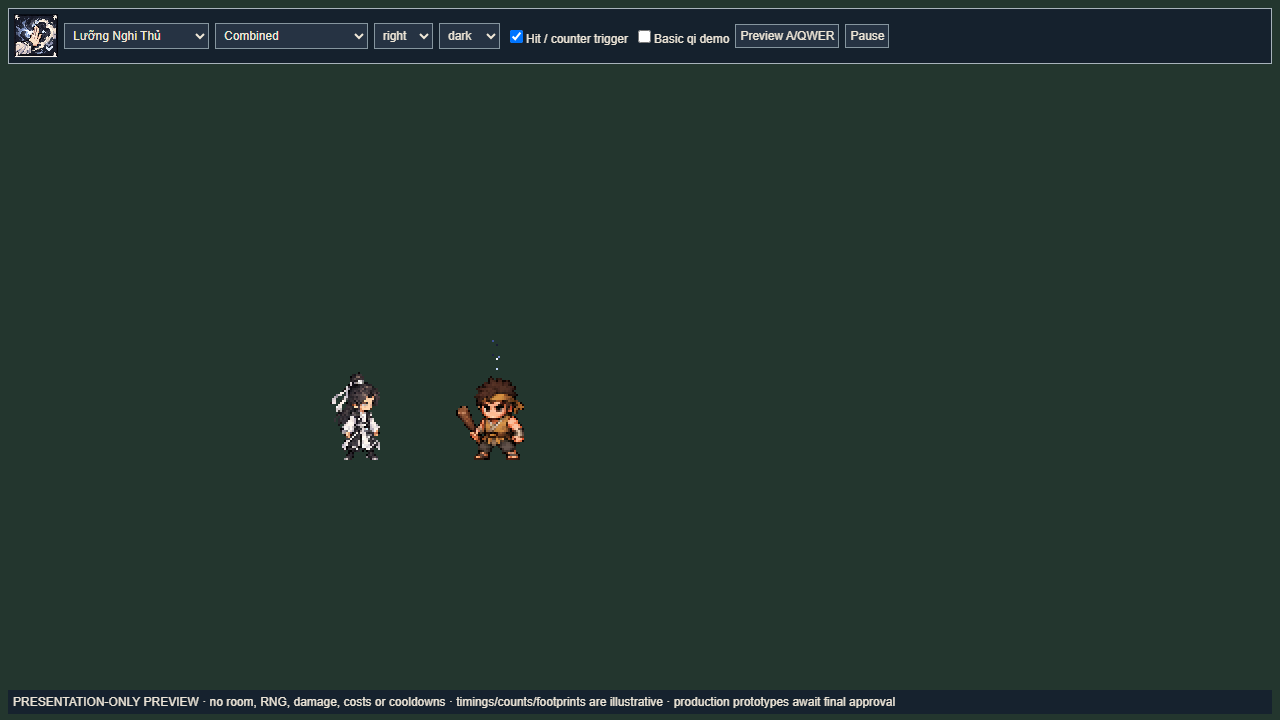 Lưỡng Nghi Thủ Combined right dark Hit / counter trigger Basic qi demo Preview A/QWER Pause
PRESENTATION-ONLY PREVIEW · no room, RNG, damage, costs or cooldowns · timings/counts/footprints are illustrative · production prototypes await final approval